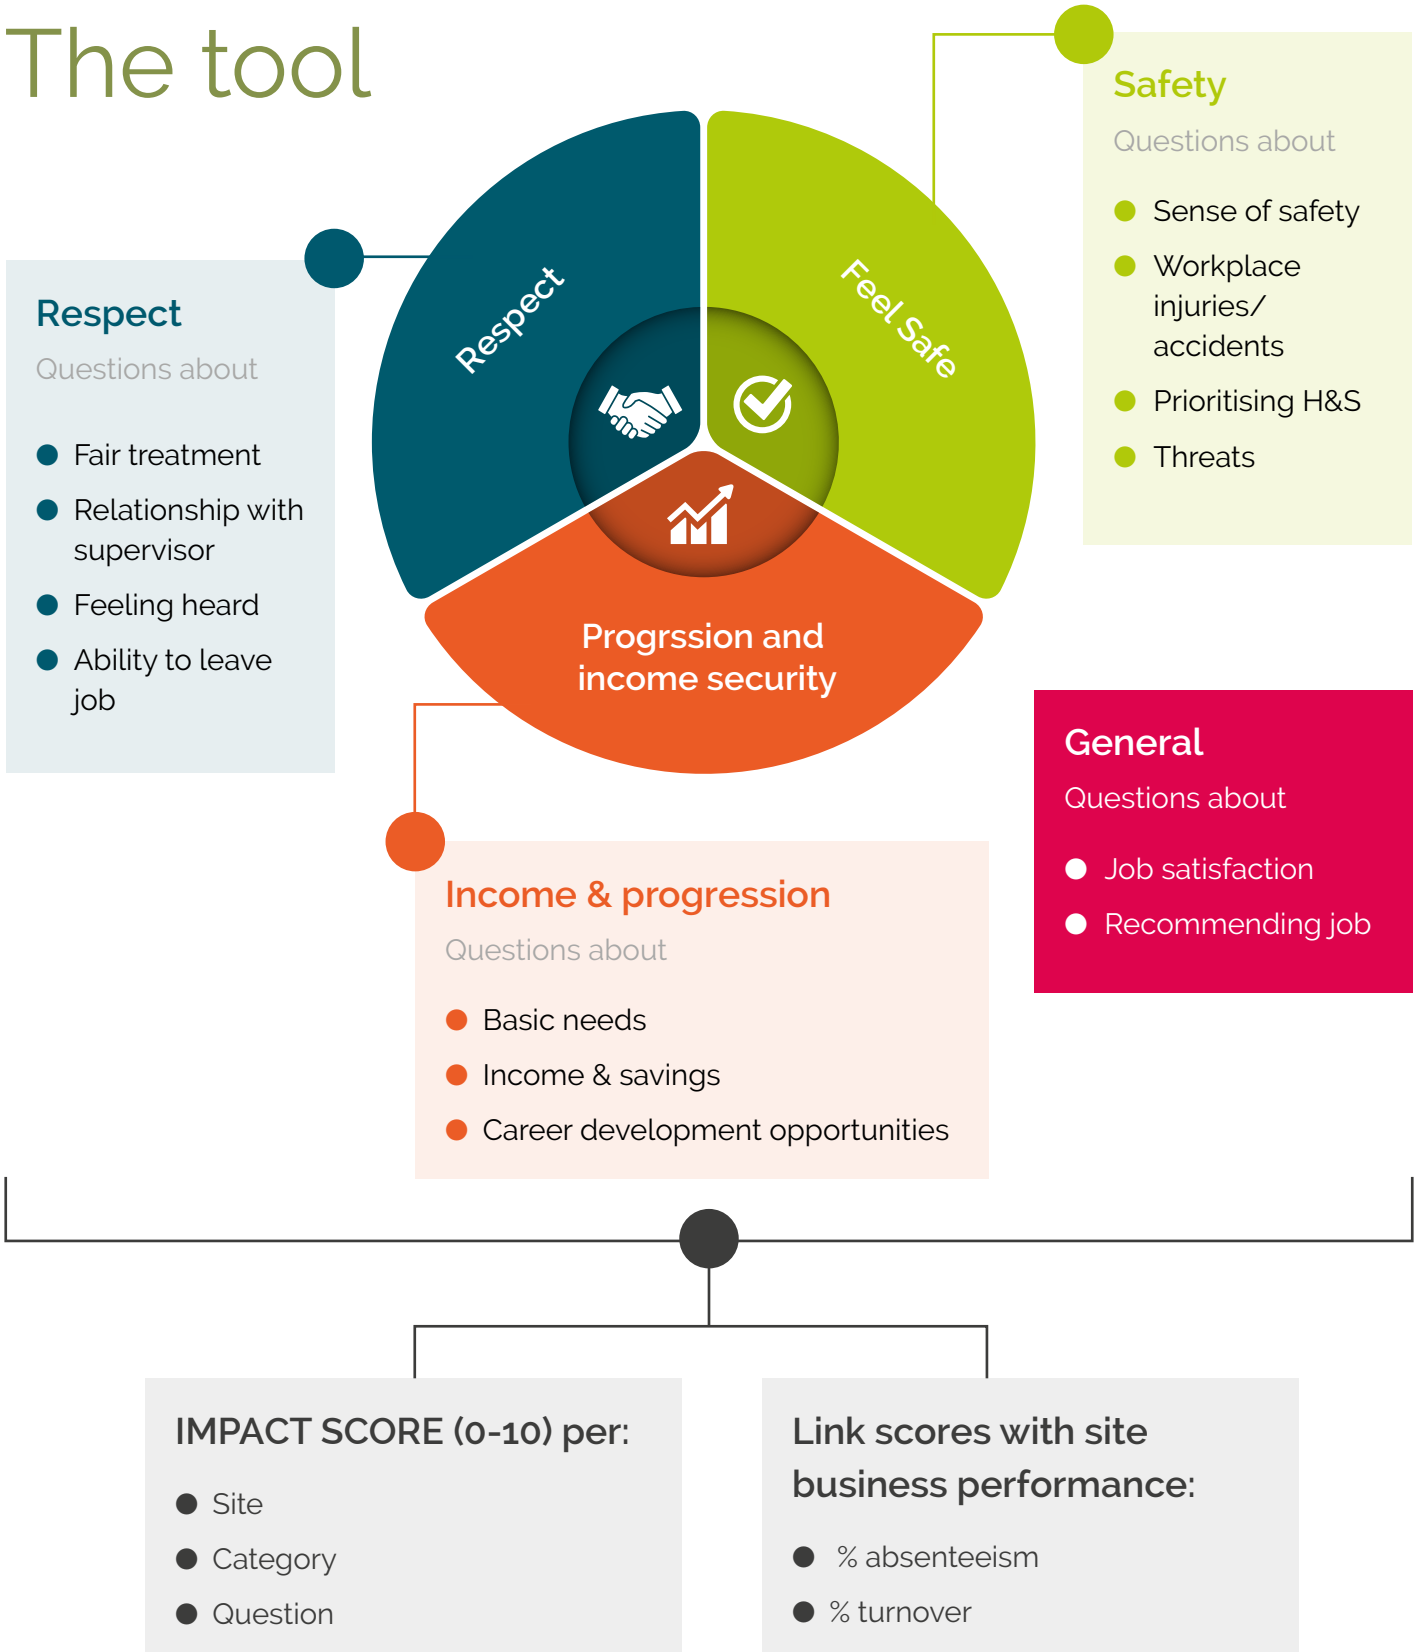 The tool
Respect
Feel Safe
Progrssion and
income security
Safety
Questions about
Sense of safety
Workplace
injuries/
accidents
Prioritising H&S
Threats
Respect
Questions about
Fair treatment
Relationship with
supervisor
Feeling heard
Ability to leave
job
General
Questions about
Job satisfaction
Recommending job
Income & progression
Questions about
Basic needs
Income & savings
Career development opportunities
IMPACT SCORE (0-10) per:
Site
Category
Question
Link scores with site
business performance:
% absenteeism
% turnover